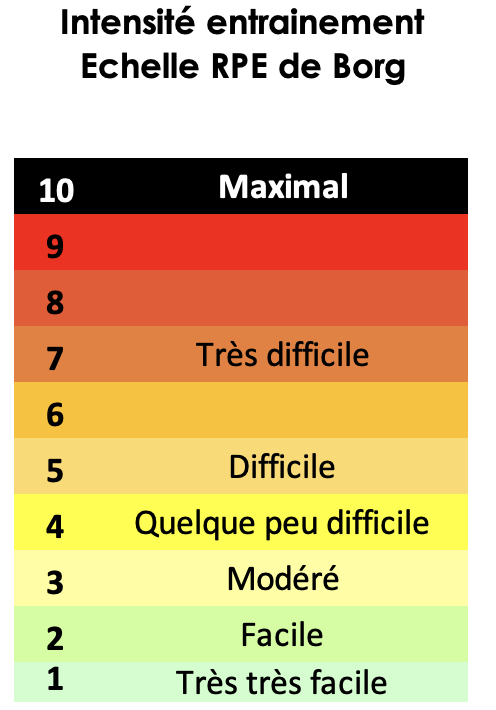 Intensité entrainement
Echelle RPE de Borg
10 Maximal
9
8
7 Très difficile
6
5 Difficile
4 Quelque peu difficile
3 Modéré
2 Facile
1 Très très facile